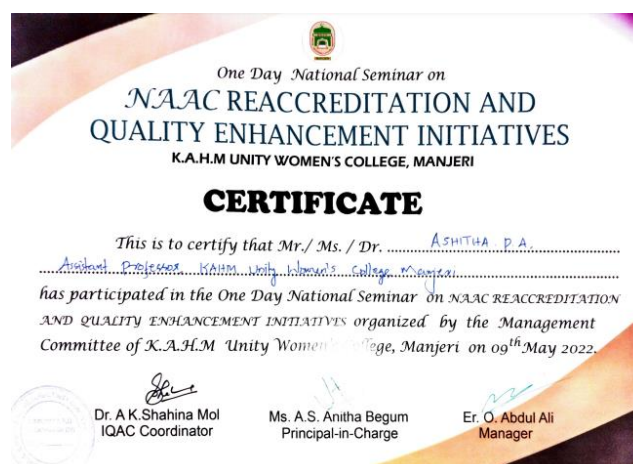 One Day National Seminar on
NAAC REACCREDITATION AND
QUALITY ENHANCEMENT INITIATIVES
K.A.H.M UNITY WOMEN'S COLLEGE, MANJERI
CERTIFICATE
This is to certify that Mr./ Ms. / Dr. ASHITHA P.A.
Assistant Professor KAHM Unity Women's College Manjeri
has participated in the One Day National Seminar on NAAC REACCREDITATION
AND QUALITY ENHANCEMENT INITIATIVES organized by the Management
Committee of K.A.H.M Unity Women's College, Manjeri on 09th May 2022.
Dr. A K.Shahina Mol
IQAC Coordinator
Ms. A.S. Anitha Begum
Principal-in-Charge
Er. O. Abdul Ali
Manager